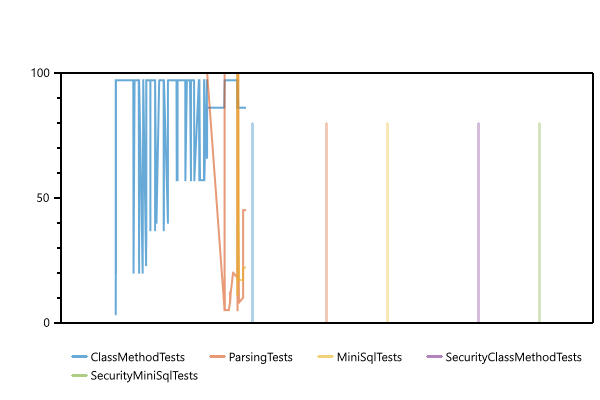 100
50
0
ClassMethodTests ParsingTests MiniSqlTests SecurityClassMethodTests
SecurityMiniSqlTests